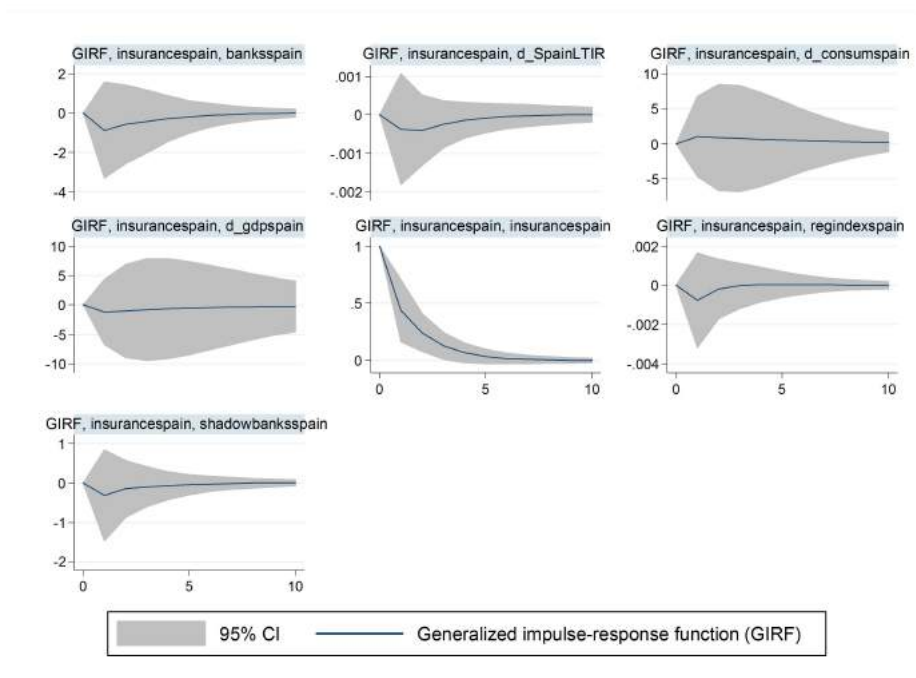 GIRF, insurancespain, banksspain
2
0
-2
-4
GIRF, insurancespain, d_SpainLTIR
.001
0
-.001
-.002
GIRF, insurancespain, d_consumspain
10
5
0
-5
GIRF, insurancespain, d_gdpspain
10
5
0
-5
-10
GIRF, insurancespain, insurancespain
1
.5
0
0 5 10
GIRF, insurancespain, regindexspain
.002
0
-.002
-.004
0 5 10
GIRF, insurancespain, shadowbanksspain
1
0
-1
-2
0 5 10
95% CI Generalized impulse-response function (GIRF)